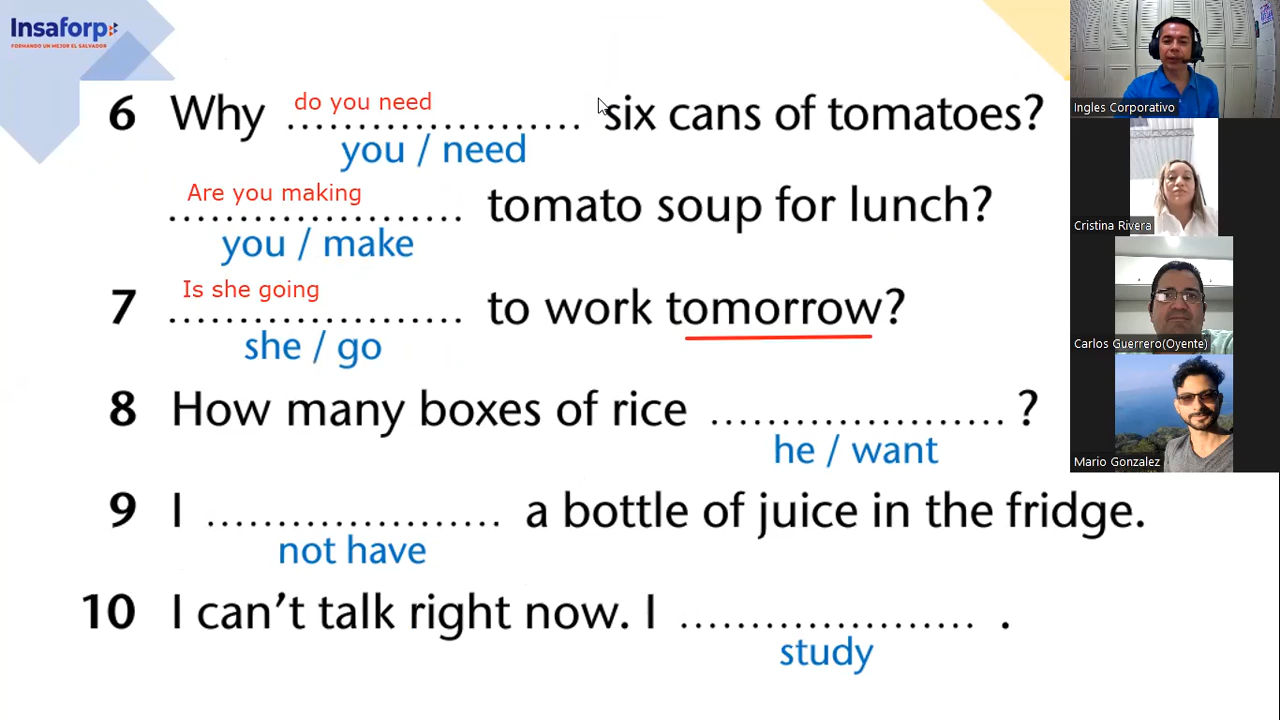 Insaforp
FORMANDO UN MEJOR EL SALVADOR
6 Why do you need six cans of tomatoes?
you / need
Are you making tomato soup for lunch?
you / make
7 Is she going to work tomorrow?
she / go
8 How many boxes of rice .................... ?
he / want
9 I .................... a bottle of juice in the fridge.
not have
10 I can't talk right now. I .................... .
study
Ingles Corporativo
Cristina Rivera
Carlos Guerrero(Oyente)
Mario Gonzalez